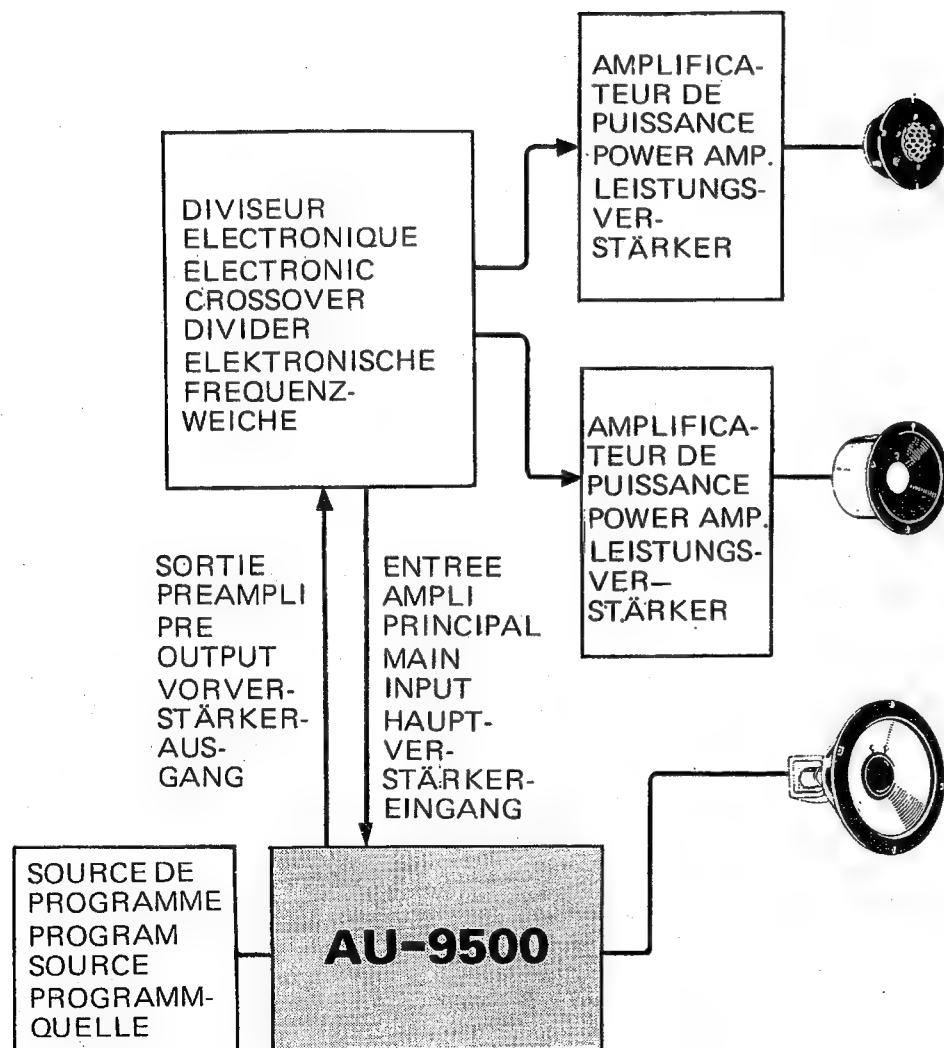 AMPLIFICA-
TEUR DE
PUISSANCE
POWER AMP.
LEISTUNGS-
VER-
STÄRKER
DIVISEUR
ELECTRONIQUE
ELECTRONIC
CROSSOVER
DIVIDER
ELEKTRONISCHE
FREQUENZ-
WEICHE
AMPLIFICA-
TEUR DE
PUISSANCE
POWER AMP.
LEISTUNGS-
VER—
STÄRKER
SORTIE
PREAMPLI
PRE
OUTPUT
VORVER-
STÄRKER-
AUS-
GANG
ENTREE
AMPLI
PRINCIPAL
MAIN
INPUT
HAUPT-
VER-
STÄRKER-
EINGANG
SOURCE DE
PROGRAMME
PROGRAM
SOURCE
PROGRAMM-
QUELLE
AU-9500